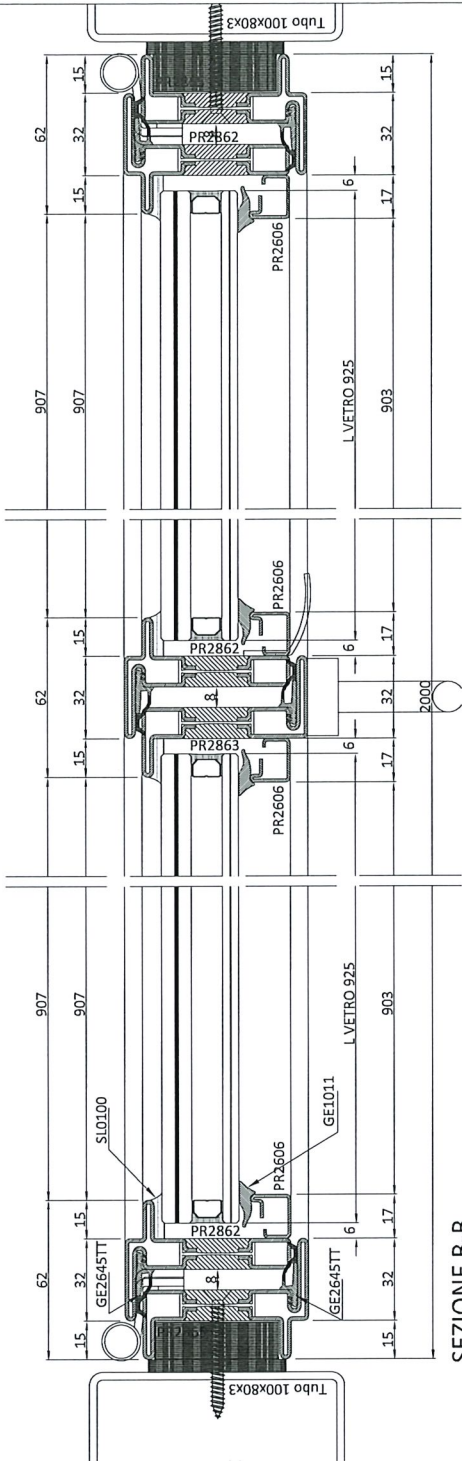 62 907 62 907 62
15 32 15 907 15 32 15 907 15 32 15
SL0100
GE2645TT
PR2862 PR2863 PR2862 PR2862
8 8 8
Tubo 100x80x3
Tubo 100x80x3
GE1011
GE2645TT
PR2606 PR2606 PR2606 PR2606
6 L VETRO 925 6 6 L VETRO 925 6
15 32 17 903 17 32 17 903 17 32 15
2000
SEZIONE